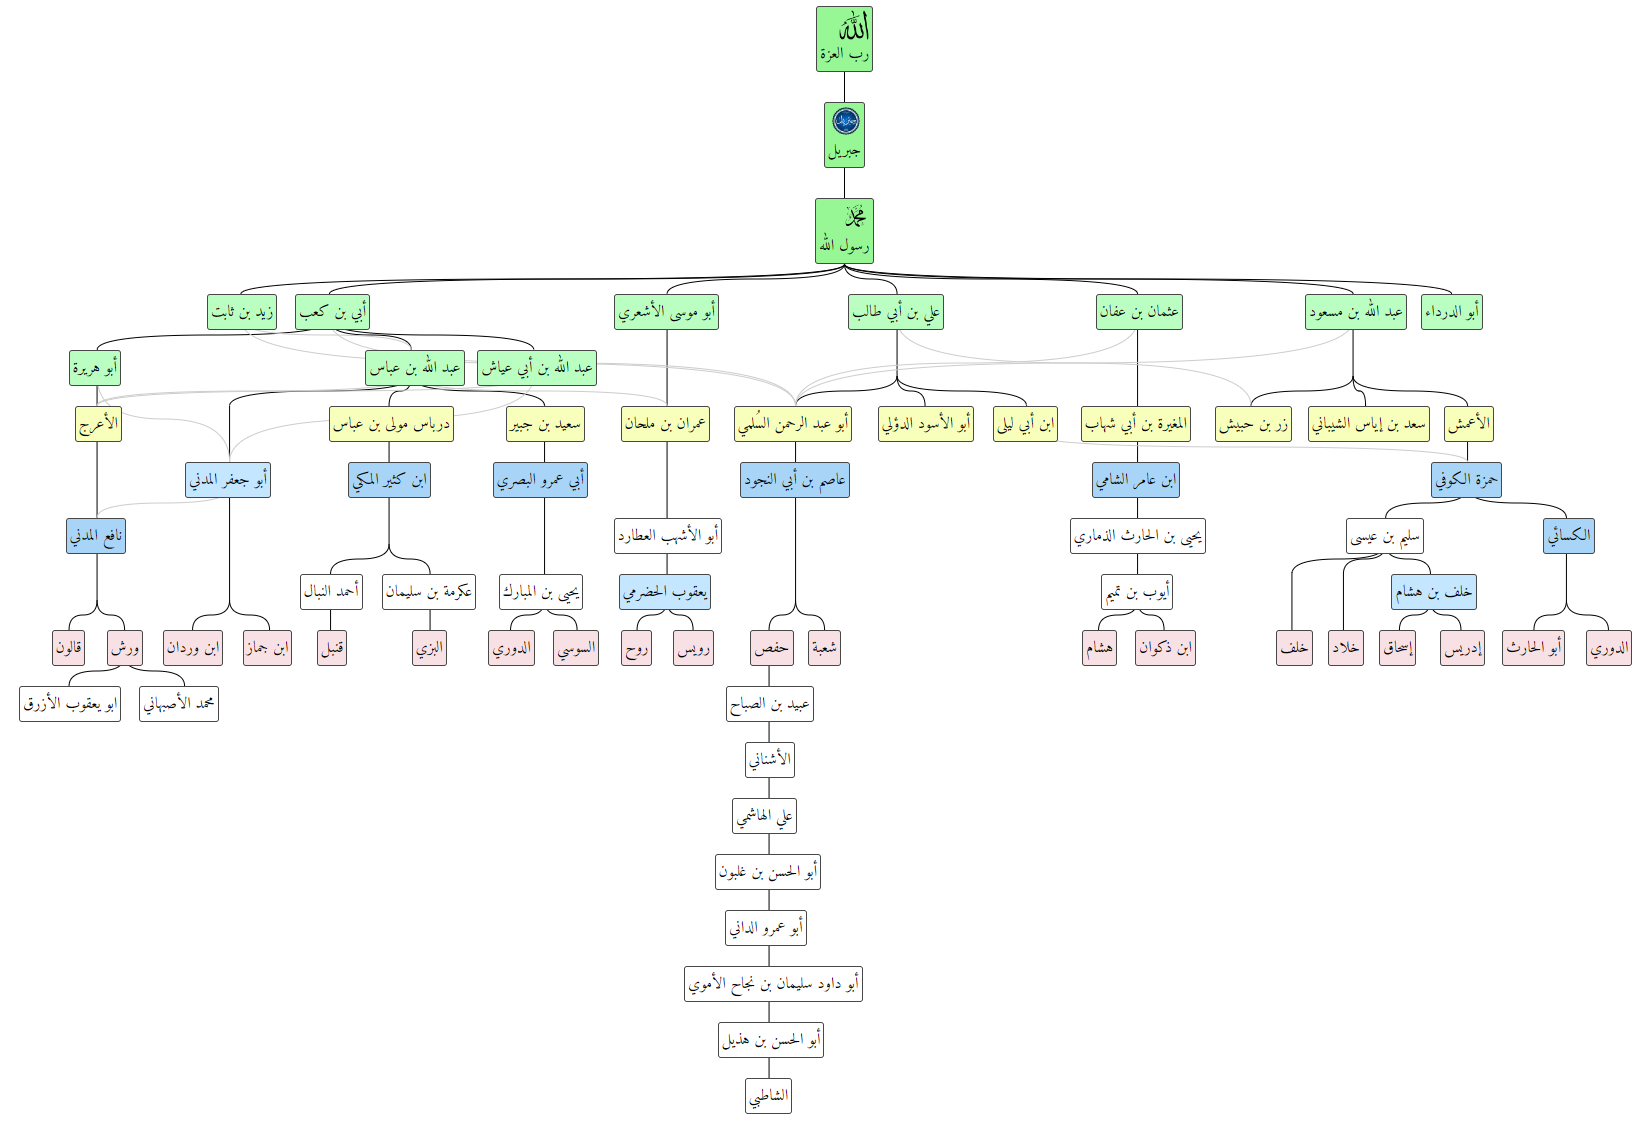 الله
رب العزة
جبريل
جبريل
محمد
رسول الله
أبو الدرداء
عبد الله بن مسعود
عثمان بن عفان
علي بن أبي طالب
أبو موسى الأشعري
أبي بن كعب
زيد بن ثابت
عبد الله بن أبي عياش
عبد الله بن عباس
أبو هريرة
الأعمش
سعد بن إياس الشيباني
زر بن حبيش
المغيرة بن أبي شهاب
ابن أبي ليلى
أبو الأسود الدؤلي
أبو عبد الرحمن السُلمي
عمران بن ملحان
سعيد بن جبير
درباس مولى بن عباس
الأعرج
حمزة الكوفي
ابن عامر الشامي
عاصم بن أبي النجود
أبي عمرو البصري
ابن كثير المكي
أبو جعفر المدني
الكسائي
سليم بن عيسى
يحيى بن الحارث الذماري
أبو الأشهب العطارد
نافع المدني
خلف بن هشام
أيوب بن تميم
يعقوب الحضرمي
يحيى بن المبارك
عكرمة بن سليمان
أحمد النبال
الدوري
أبو الحارث
إدريس
إسحاق
خلاد
خلف
ابن ذكوان
هشام
شعبة
حفص
رويس
روح
السوسي
الدوري
البزي
قنبل
ابن جماز
ابن وردان
ورش
قالون
عبيد بن الصباح
محمد الأصبهاني
ابو يعقوب الأزرق
الأشناني
علي الهاشمي
أبو الحسن بن غلبون
أبو عمرو الداني
أبو داود سليمان بن نجاح الأموي
أبو الحسن بن هذيل
الشاطبي